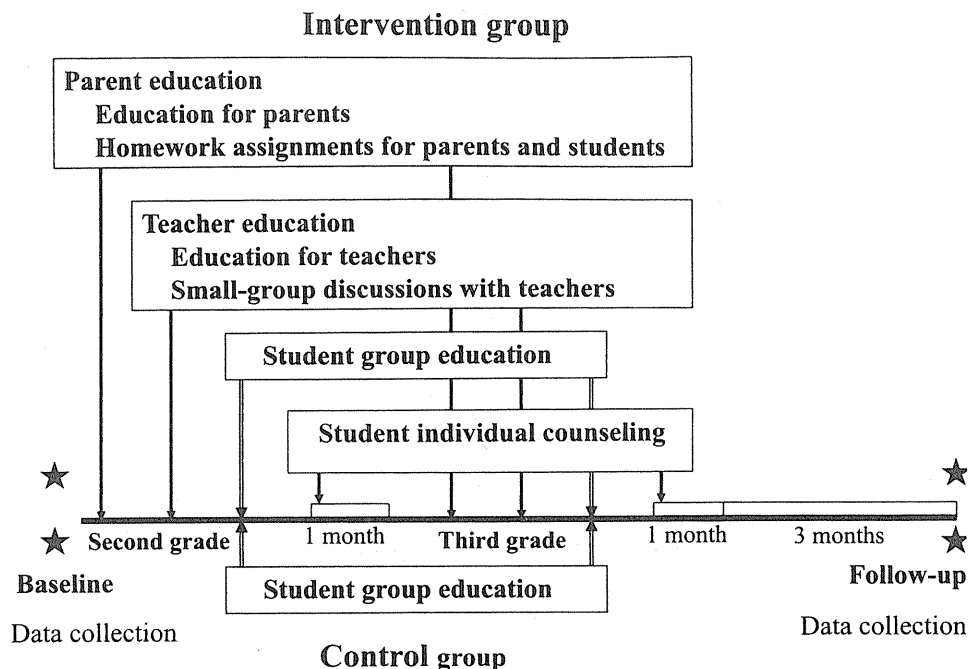 Intervention group
Parent education
Education for parents
Homework assignments for parents and students
Teacher education
Education for teachers
Small-group discussions with teachers
Student group education
Student individual counseling
Second grade
1 month
Third grade
1 month
3 months
Baseline
Student group education
Follow-up
Data collection
Data collection
Control group